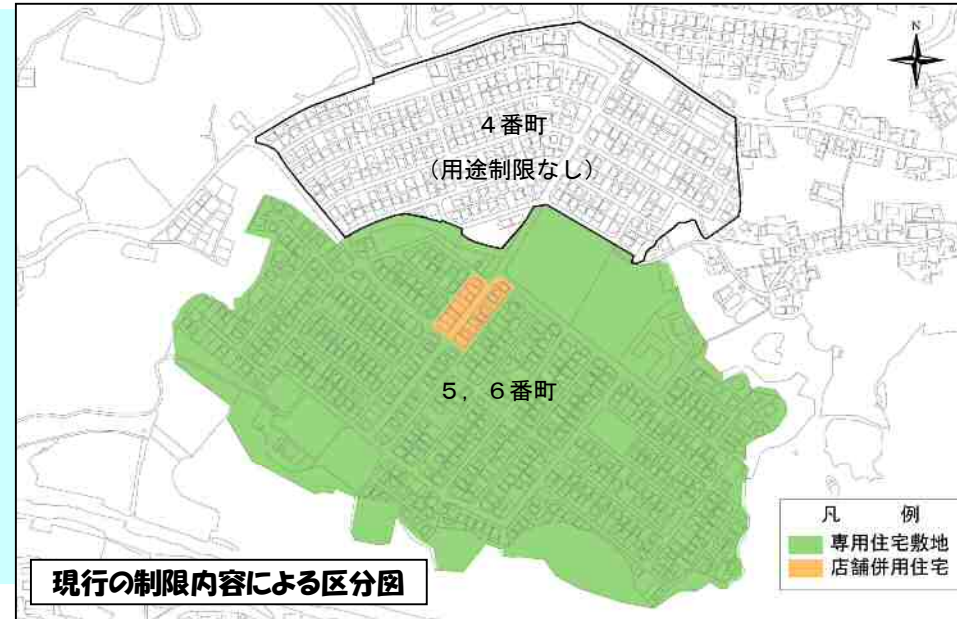 N
4番町
（用途制限なし）
5，6番町
凡　例
専用住宅敷地
店舗併用住宅
現行の制限内容による区分図